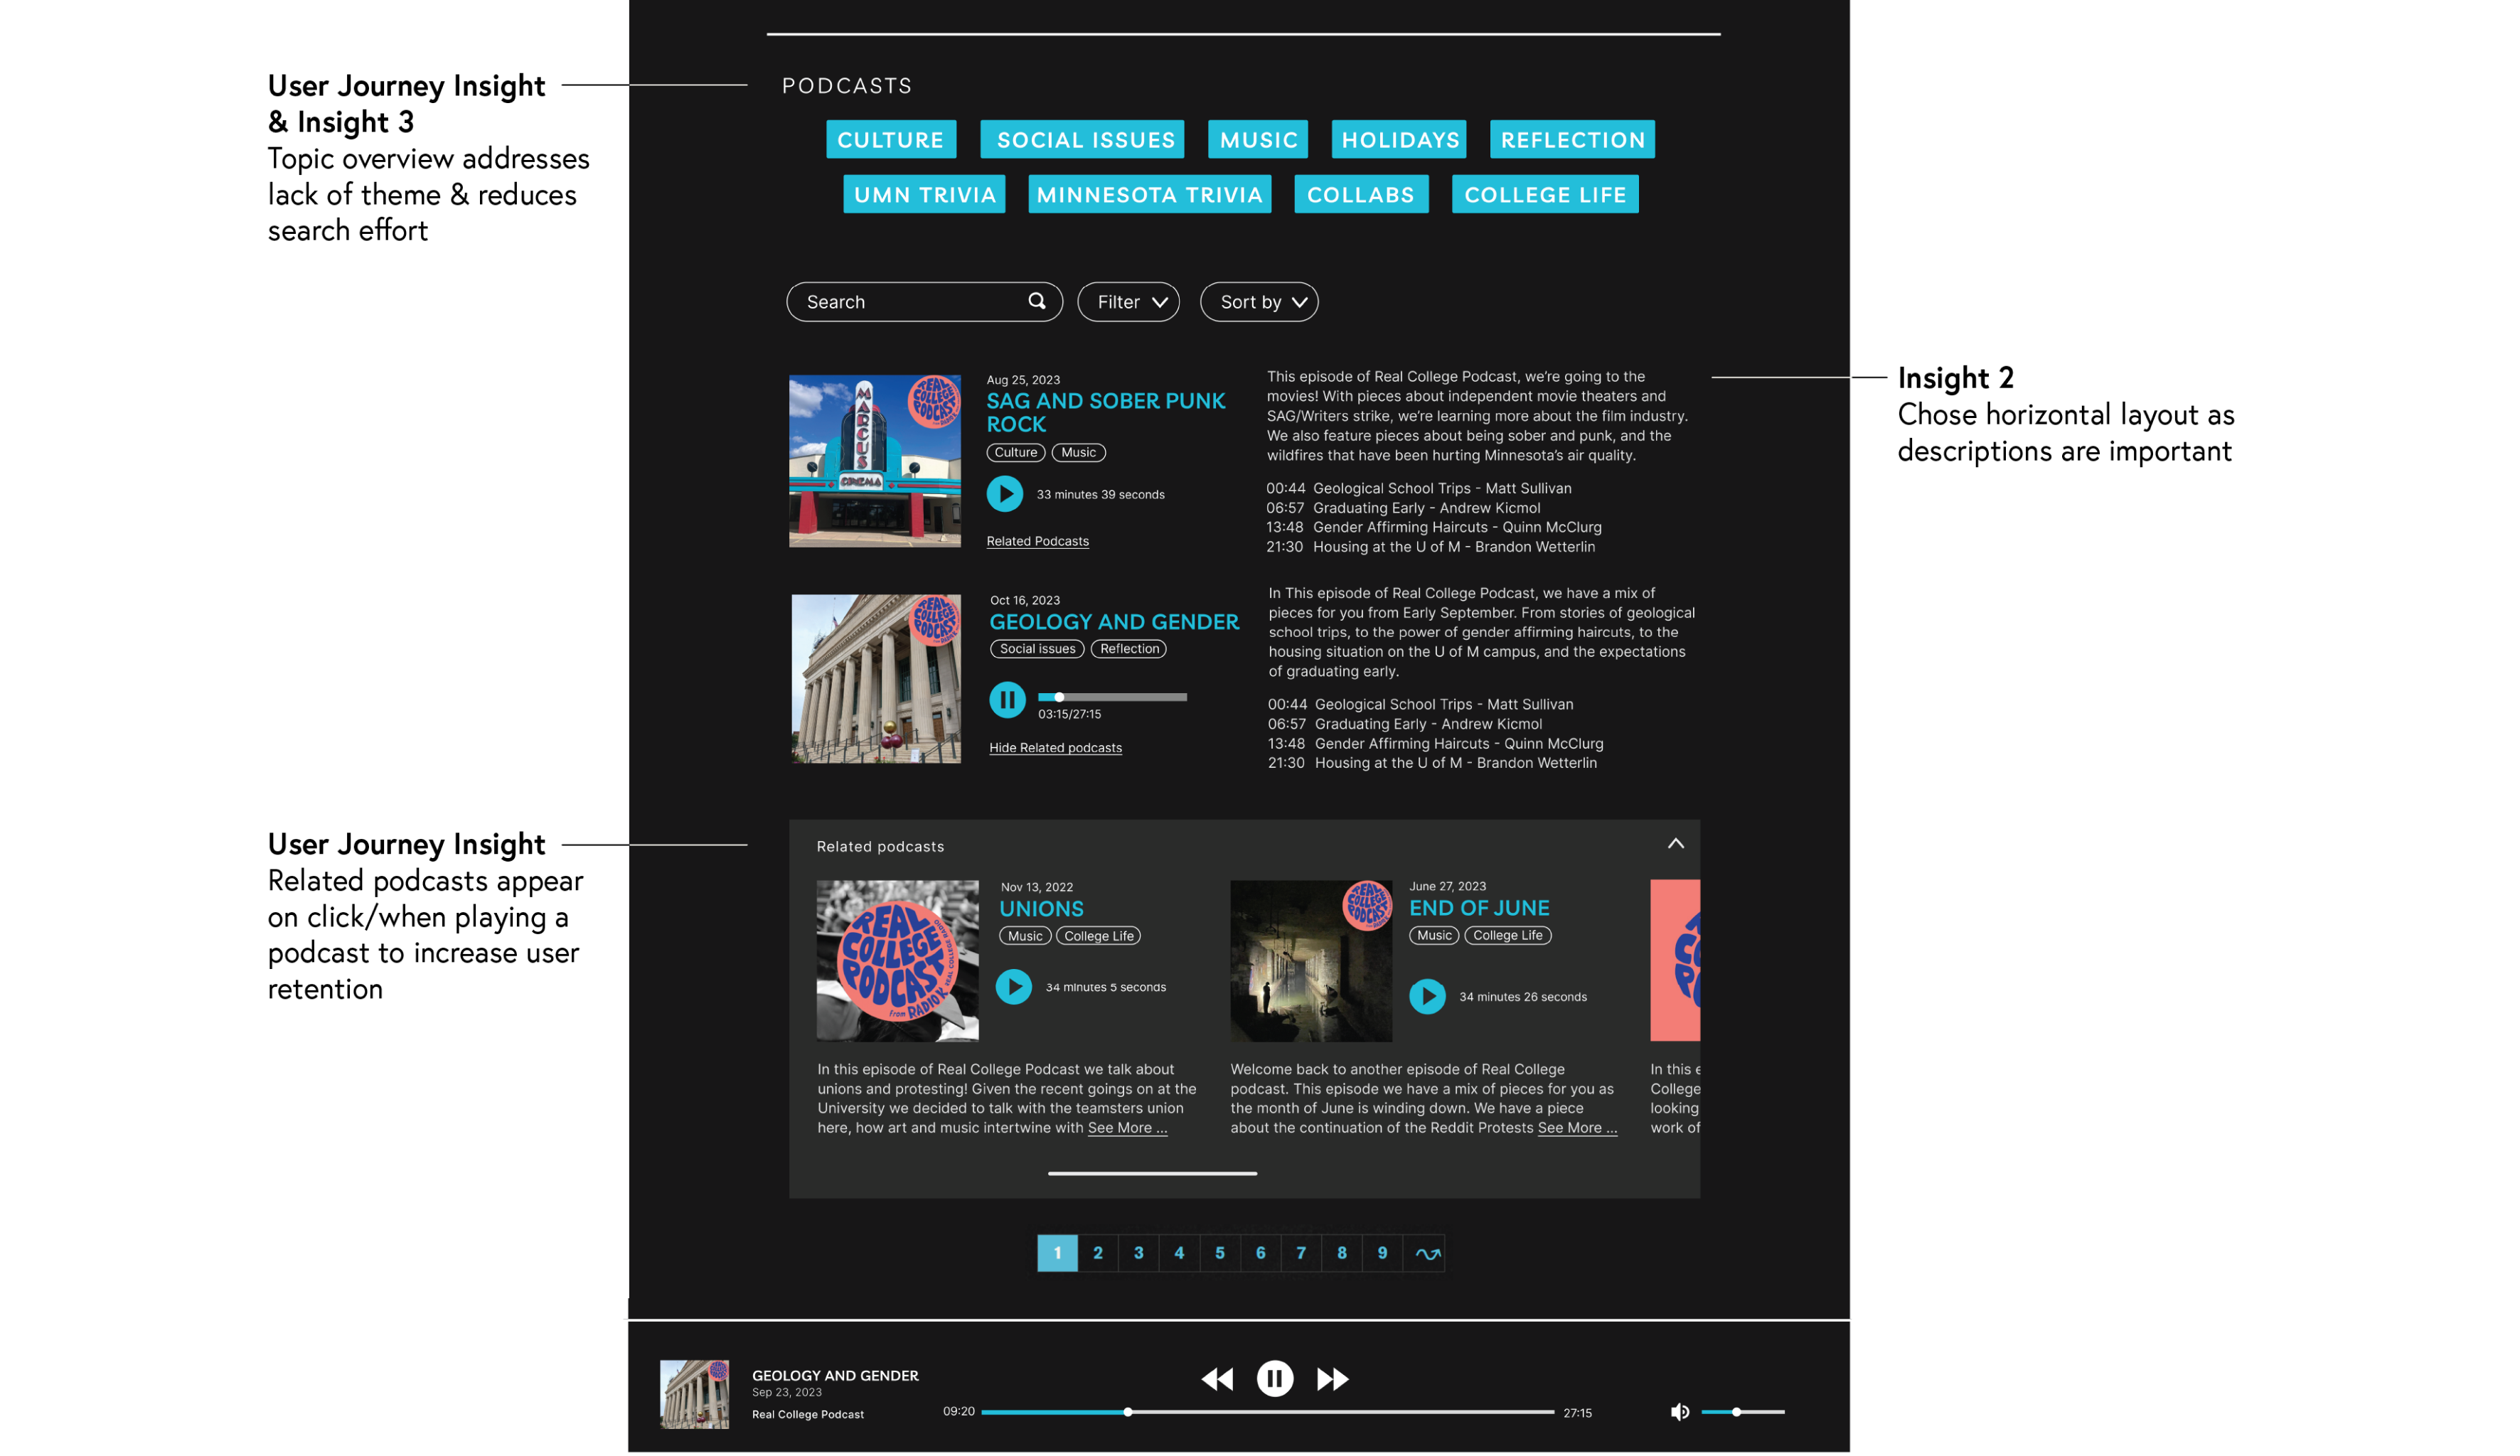 User Journey Insight
& Insight 3
Topic overview addresses
lack of theme & reduces
search effort
PODCASTS
CULTURE SOCIAL ISSUES MUSIC HOLIDAYS REFLECTION
UMN TRIVIA MINNESOTA TRIVIA COLLABS COLLEGE LIFE
Search Filter Sort by
MARCUS
CINEMA
REAL COLLEGE PODCAST
Aug 25, 2023
SAG AND SOBER PUNK
ROCK
Culture Music
33 minutes 39 seconds
Related Podcasts
This episode of Real College Podcast, we’re going to the
movies! With pieces about independent movie theaters and
SAG/Writers strike, we’re learning more about the film industry.
We also feature pieces about being sober and punk, and the
wildfires that have been hurting Minnesota’s air quality.
00:44 Geological School Trips - Matt Sullivan
06:57 Graduating Early - Andrew Kicmol
13:48 Gender Affirming Haircuts - Quinn McClurg
21:30 Housing at the U of M - Brandon Wetterlin
Insight 2
Chose horizontal layout as
descriptions are important
REAL COLLEGE PODCAST
Oct 16, 2023
GEOLOGY AND GENDER
Social issues Reflection
03:15/27:15
Hide Related podcasts
In This episode of Real College Podcast, we have a mix of
pieces for you from Early September. From stories of geological
school trips, to the power of gender affirming haircuts, to the
housing situation on the U of M campus, and the expectations
of graduating early.
00:44 Geological School Trips - Matt Sullivan
06:57 Graduating Early - Andrew Kicmol
13:48 Gender Affirming Haircuts - Quinn McClurg
21:30 Housing at the U of M - Brandon Wetterlin
User Journey Insight
Related podcasts appear
on click/when playing a
podcast to increase user
retention
Related podcasts
REAL COLLEGE PODCAST from RADIO K REAL COLLEGE RADIO
Nov 13, 2022
UNIONS
Music College Life
34 minutes 5 seconds
In this episode of Real College Podcast we talk about
unions and protesting! Given the recent goings on at the
University we decided to talk with the teamsters union
here, how art and music intertwine with See More ...
REAL COLLEGE PODCAST
June 27, 2023
END OF JUNE
Music College Life
34 minutes 26 seconds
Welcome back to another episode of Real College
podcast. This episode we have a mix of pieces for you as
the month of June is winding down. We have a piece
about the continuation of the Reddit Protests See More ...
In this e
College
looking
work of
1 2 3 4 5 6 7 8 9
GEOLOGY AND GENDER
Sep 23, 2023
Real College Podcast
09:20
27:15